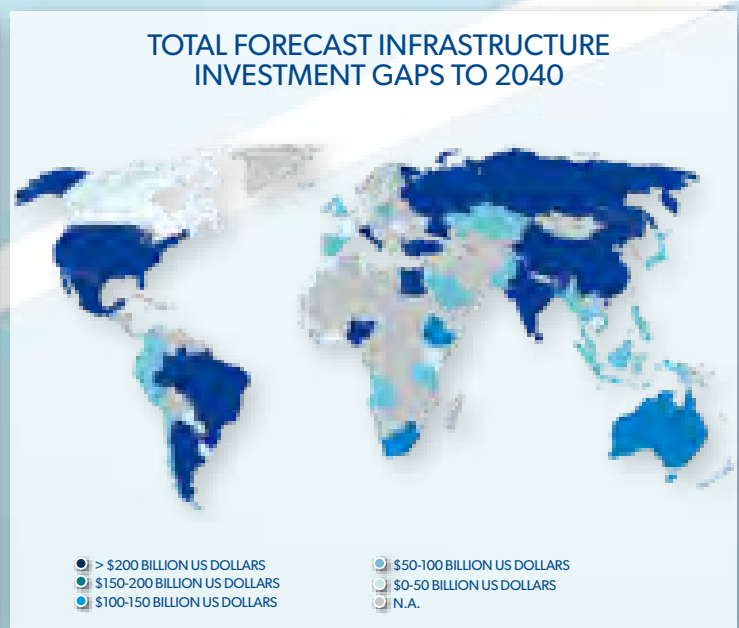 TOTAL FORECAST INFRASTRUCTURE
INVESTMENT GAPS TO 2040
> $200 BILLION US DOLLARS
$150-200 BILLION US DOLLARS
$100-150 BILLION US DOLLARS
$50-100 BILLION US DOLLARS
$0-50 BILLION US DOLLARS
N.A.